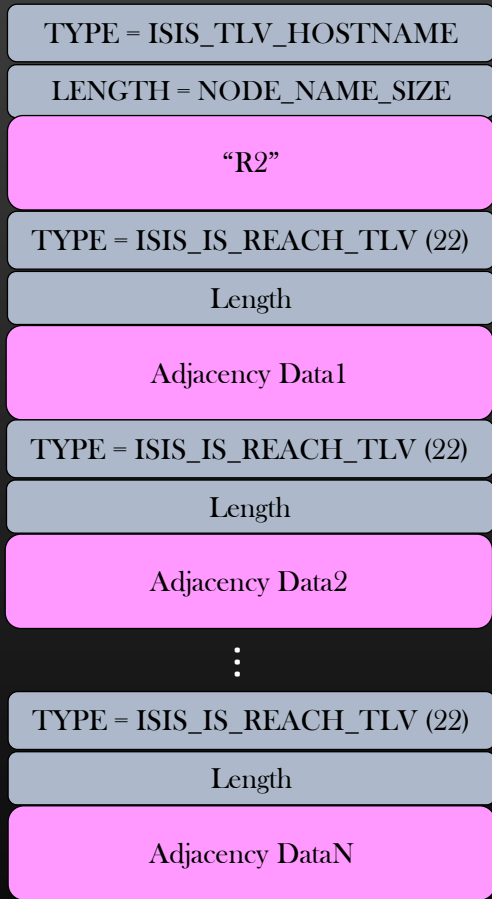 TYPE = ISIS_TLV_HOSTNAME
LENGTH = NODE_NAME_SIZE
“R2”
TYPE = ISIS_IS_REACH_TLV (22)
Length
Adjacency Data1
TYPE = ISIS_IS_REACH_TLV (22)
Length
Adjacency Data2
⋮
TYPE = ISIS_IS_REACH_TLV (22)
Length
Adjacency DataN